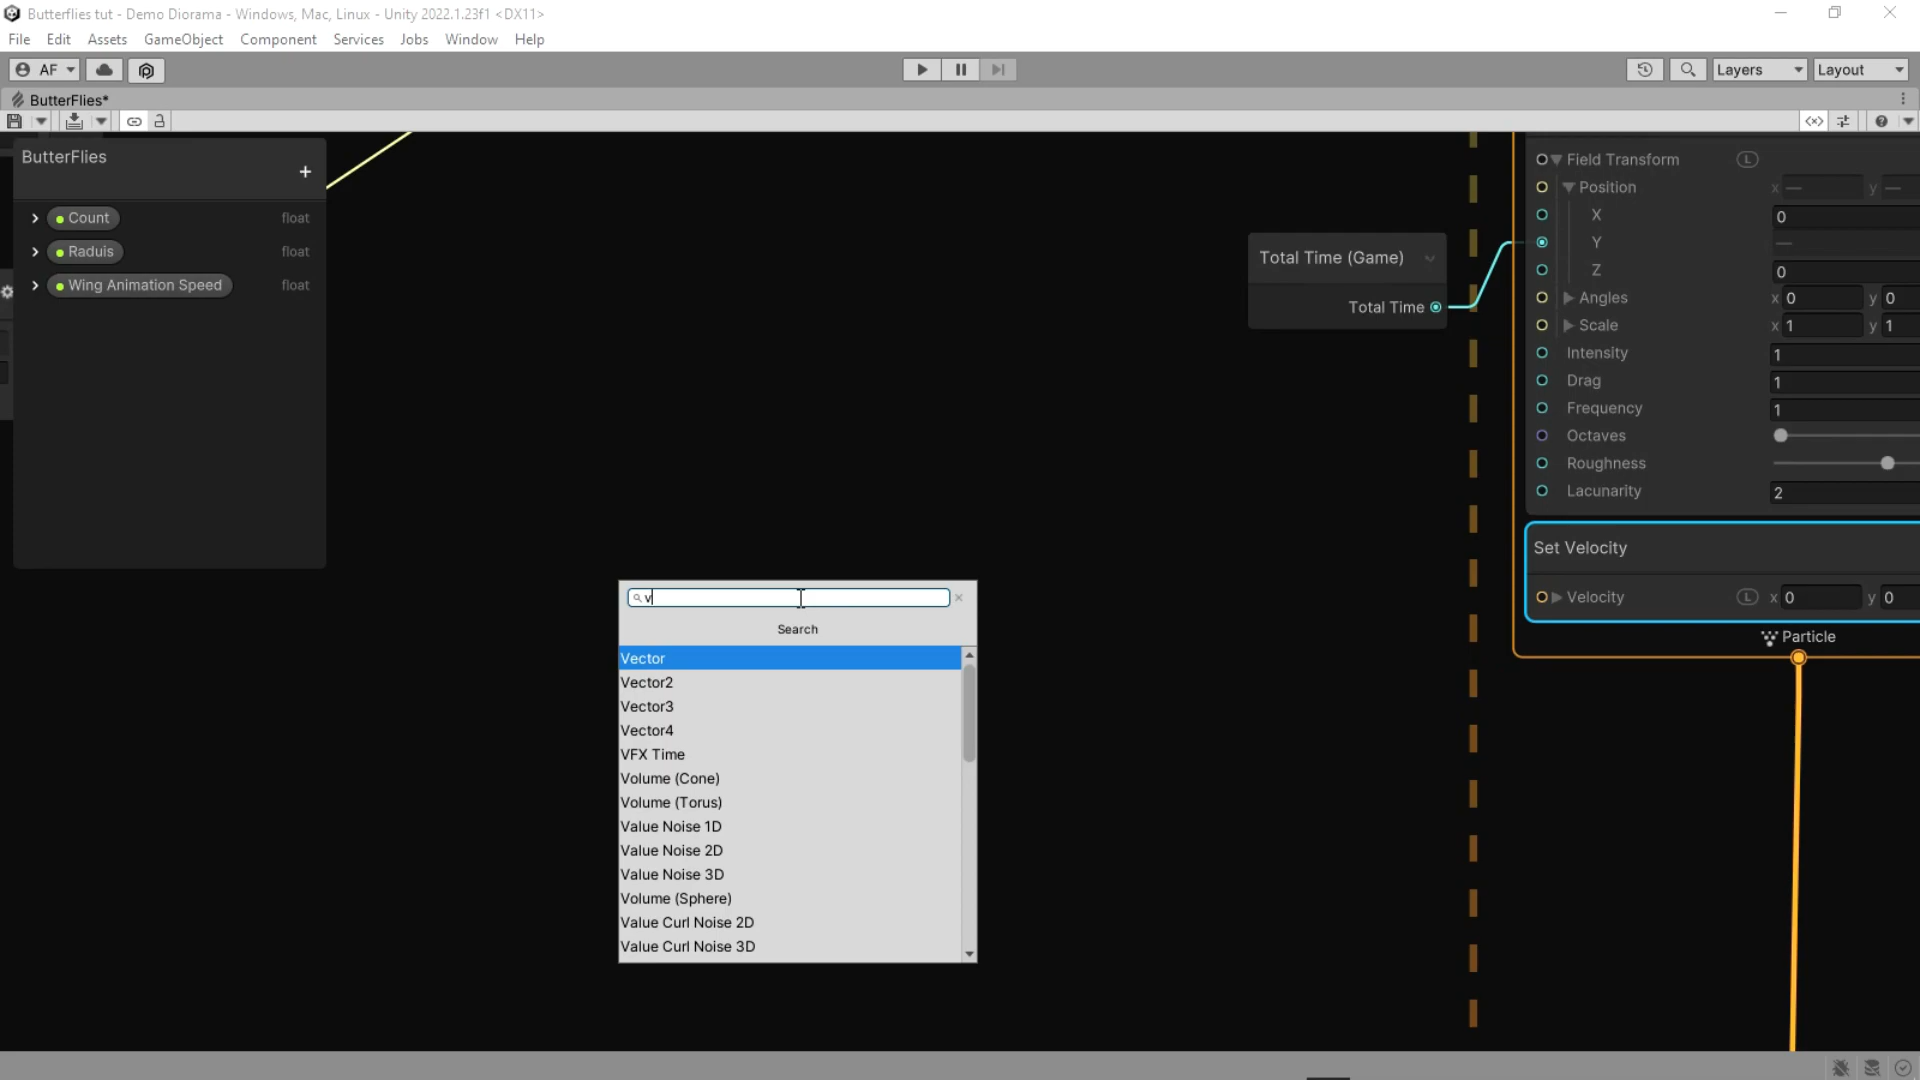 Butterflies tut - Demo Diorama - Windows, Mac, Linux - Unity 2022.1.23f1 <DX11>
File Edit Assets GameObject Component Services Jobs Window Help
AF Layers Layout
ButterFlies*
ButterFlies +
Count float
Raduis float
Wing Animation Speed float
Total Time (Game)
Total Time
Field Transform L
Position x — y —
X 0
Y —
Z 0
Angles x 0 y 0
Scale x 1 y 1
Intensity 1
Drag 1
Frequency 1
Octaves
Roughness
Lacunarity 2
Set Velocity
Velocity L x 0 y 0
Particle
v
Search
Vector
Vector2
Vector3
Vector4
VFX Time
Volume (Cone)
Volume (Torus)
Value Noise 1D
Value Noise 2D
Value Noise 3D
Volume (Sphere)
Value Curl Noise 2D
Value Curl Noise 3D